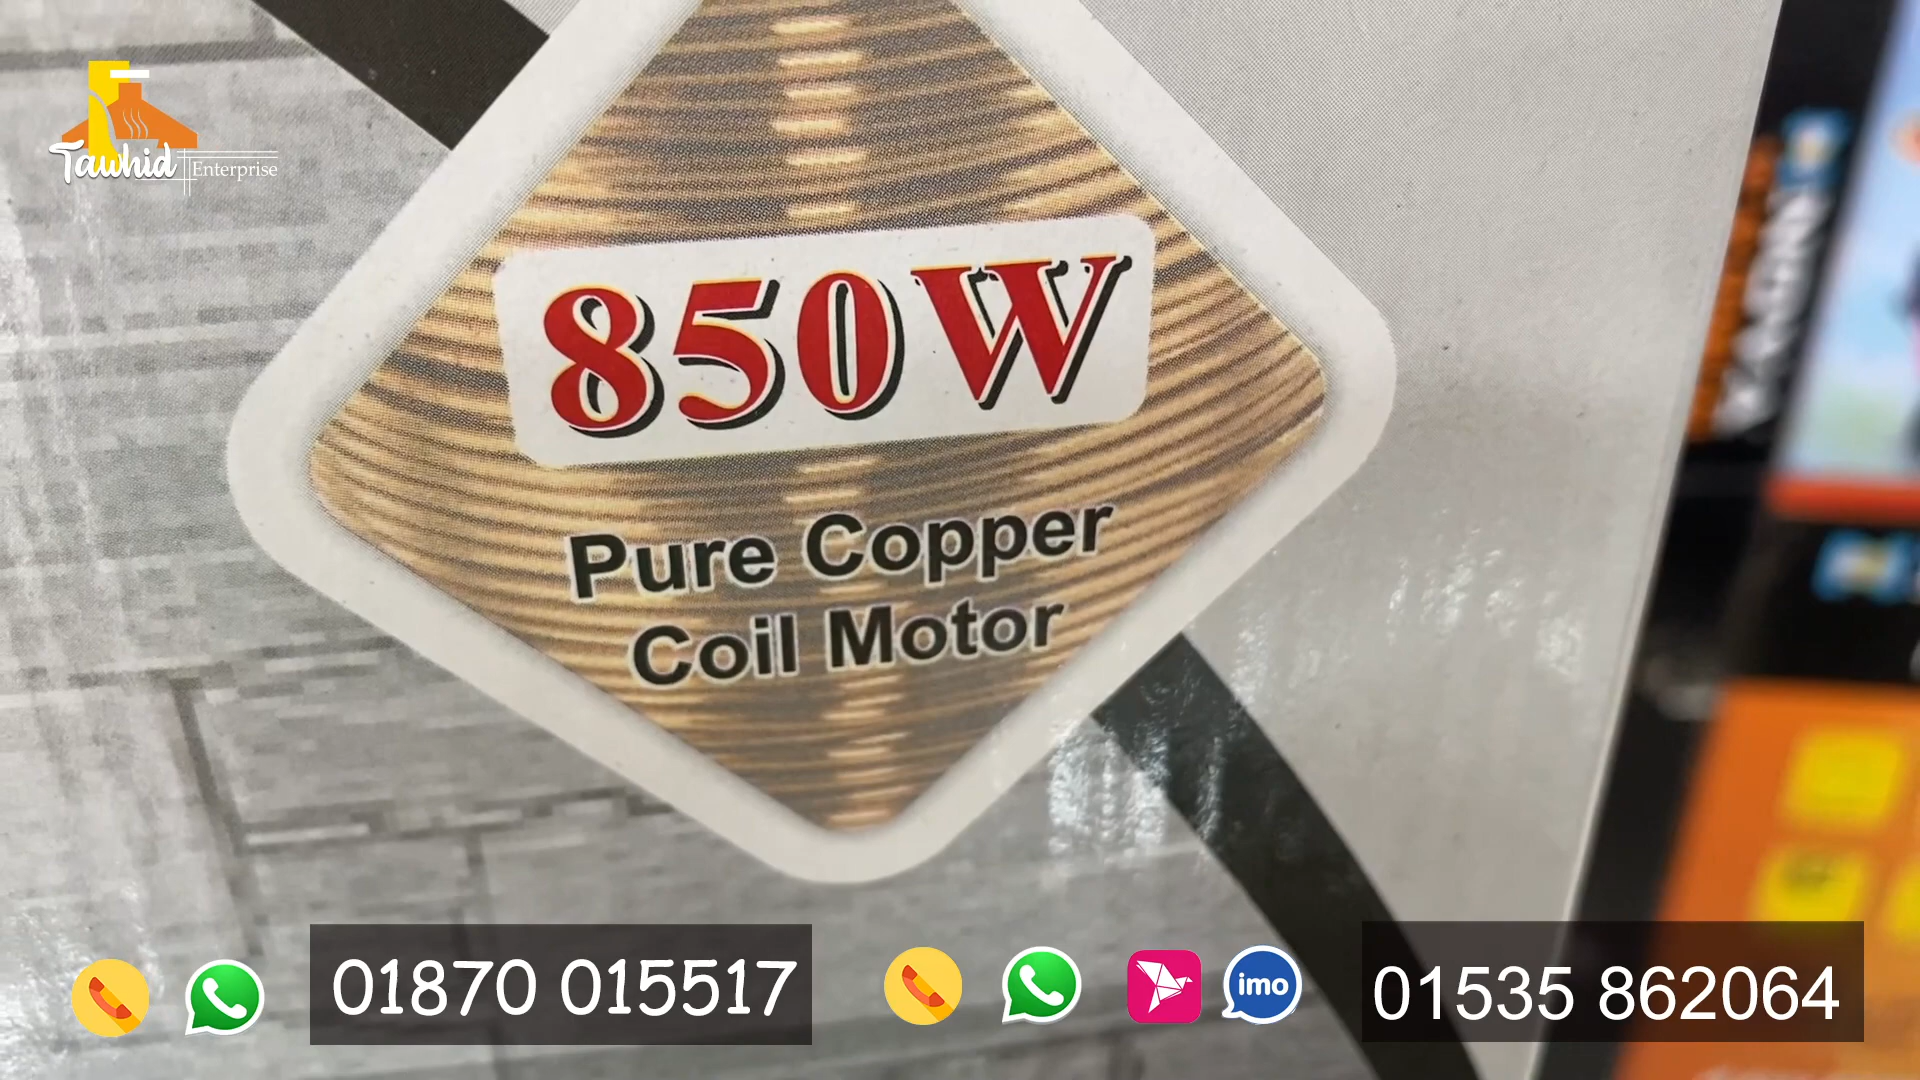 Tawhid Enterprise
850W
Pure Copper
Coil Motor
01870 015517
imo
01535 862064